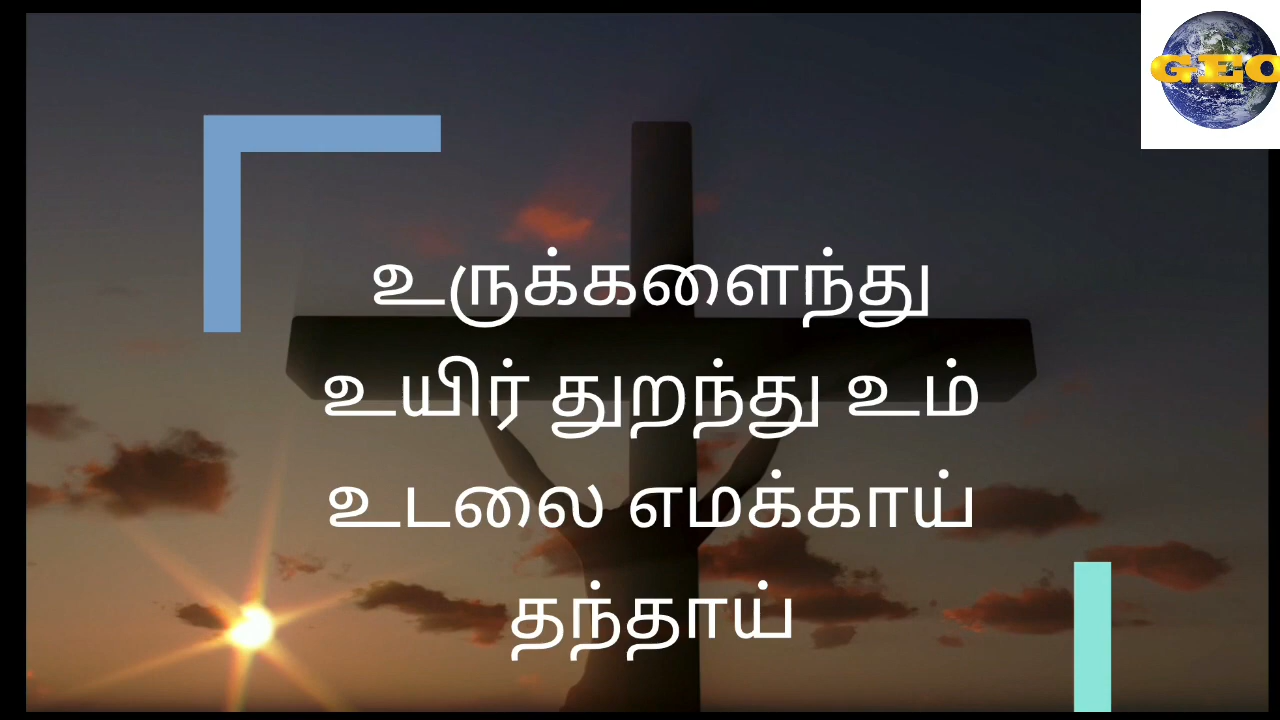 GEO
உருக்களைந்து
உயிர் துறந்து உம்
உடலை எமக்காய்
தந்தாய்